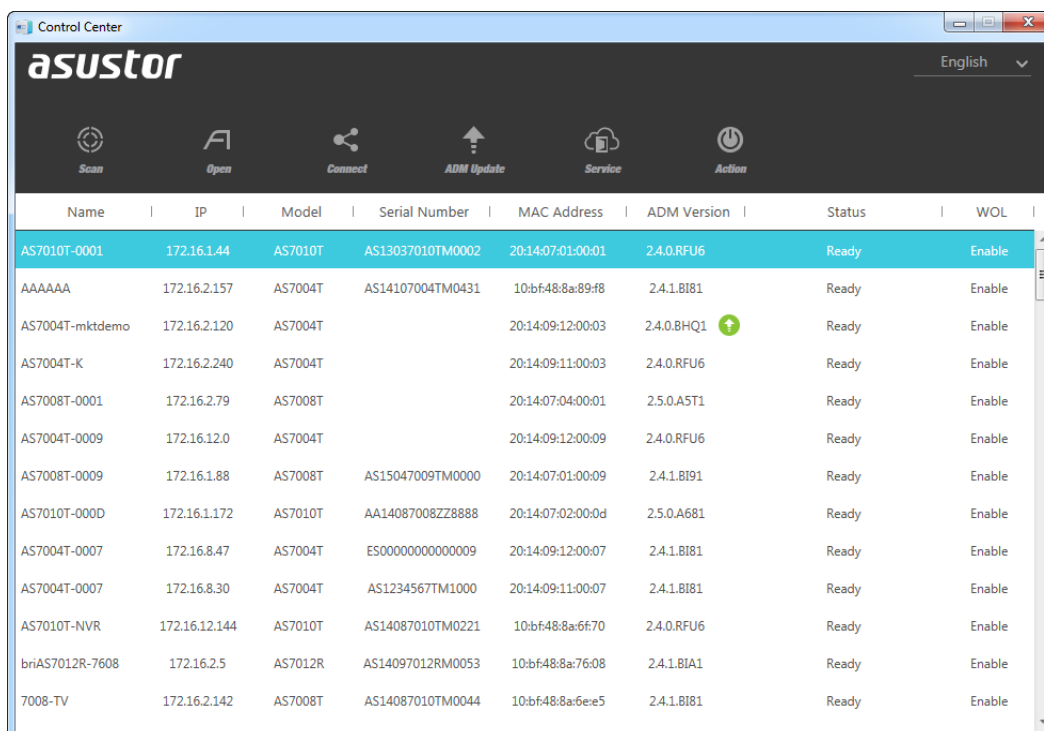 Control Center
asustor
English
Scan Open Connect ADM Update Service Action
Name IP Model Serial Number MAC Address ADM Version Status WOL
AS7010T-0001 172.16.1.44 AS7010T AS13037010TM0002 20:14:07:01:00:01 2.4.0.RFU6 Ready Enable
AAAAAA 172.16.2.157 AS7004T AS14107004TM0431 10:bf:48:8a:89:f8 2.4.1.BI81 Ready Enable
AS7004T-mktdemo 172.16.2.120 AS7004T 20:14:09:12:00:03 2.4.0.BHQ1 Ready Enable
AS7004T-K 172.16.2.240 AS7004T 20:14:09:11:00:03 2.4.0.RFU6 Ready Enable
AS7008T-0001 172.16.2.79 AS7008T 20:14:07:04:00:01 2.5.0.A5T1 Ready Enable
AS7004T-0009 172.16.12.0 AS7004T 20:14:09:12:00:09 2.4.0.RFU6 Ready Enable
AS7008T-0009 172.16.1.88 AS7008T AS15047009TM0000 20:14:07:01:00:09 2.4.1.BI91 Ready Enable
AS7010T-000D 172.16.1.172 AS7010T AA14087008ZZ8888 20:14:07:02:00:0d 2.5.0.A681 Ready Enable
AS7004T-0007 172.16.8.47 AS7004T ES00000000000009 20:14:09:12:00:07 2.4.1.BI81 Ready Enable
AS7004T-0007 172.16.8.30 AS7004T AS1234567TM1000 20:14:09:11:00:07 2.4.1.BI81 Ready Enable
AS7010T-NVR 172.16.12.144 AS7010T AS14087010TM0221 10:bf:48:8a:6f:70 2.4.0.RFU6 Ready Enable
briAS7012R-7608 172.16.2.5 AS7012R AS14097012RM0053 10:bf:48:8a:76:08 2.4.1.BIA1 Ready Enable
7008-TV 172.16.2.142 AS7008T AS14087010TM0044 10:bf:48:8a:6e:e5 2.4.1.BI81 Ready Enable